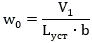 w₀ = V₁ / (Lуст · b)